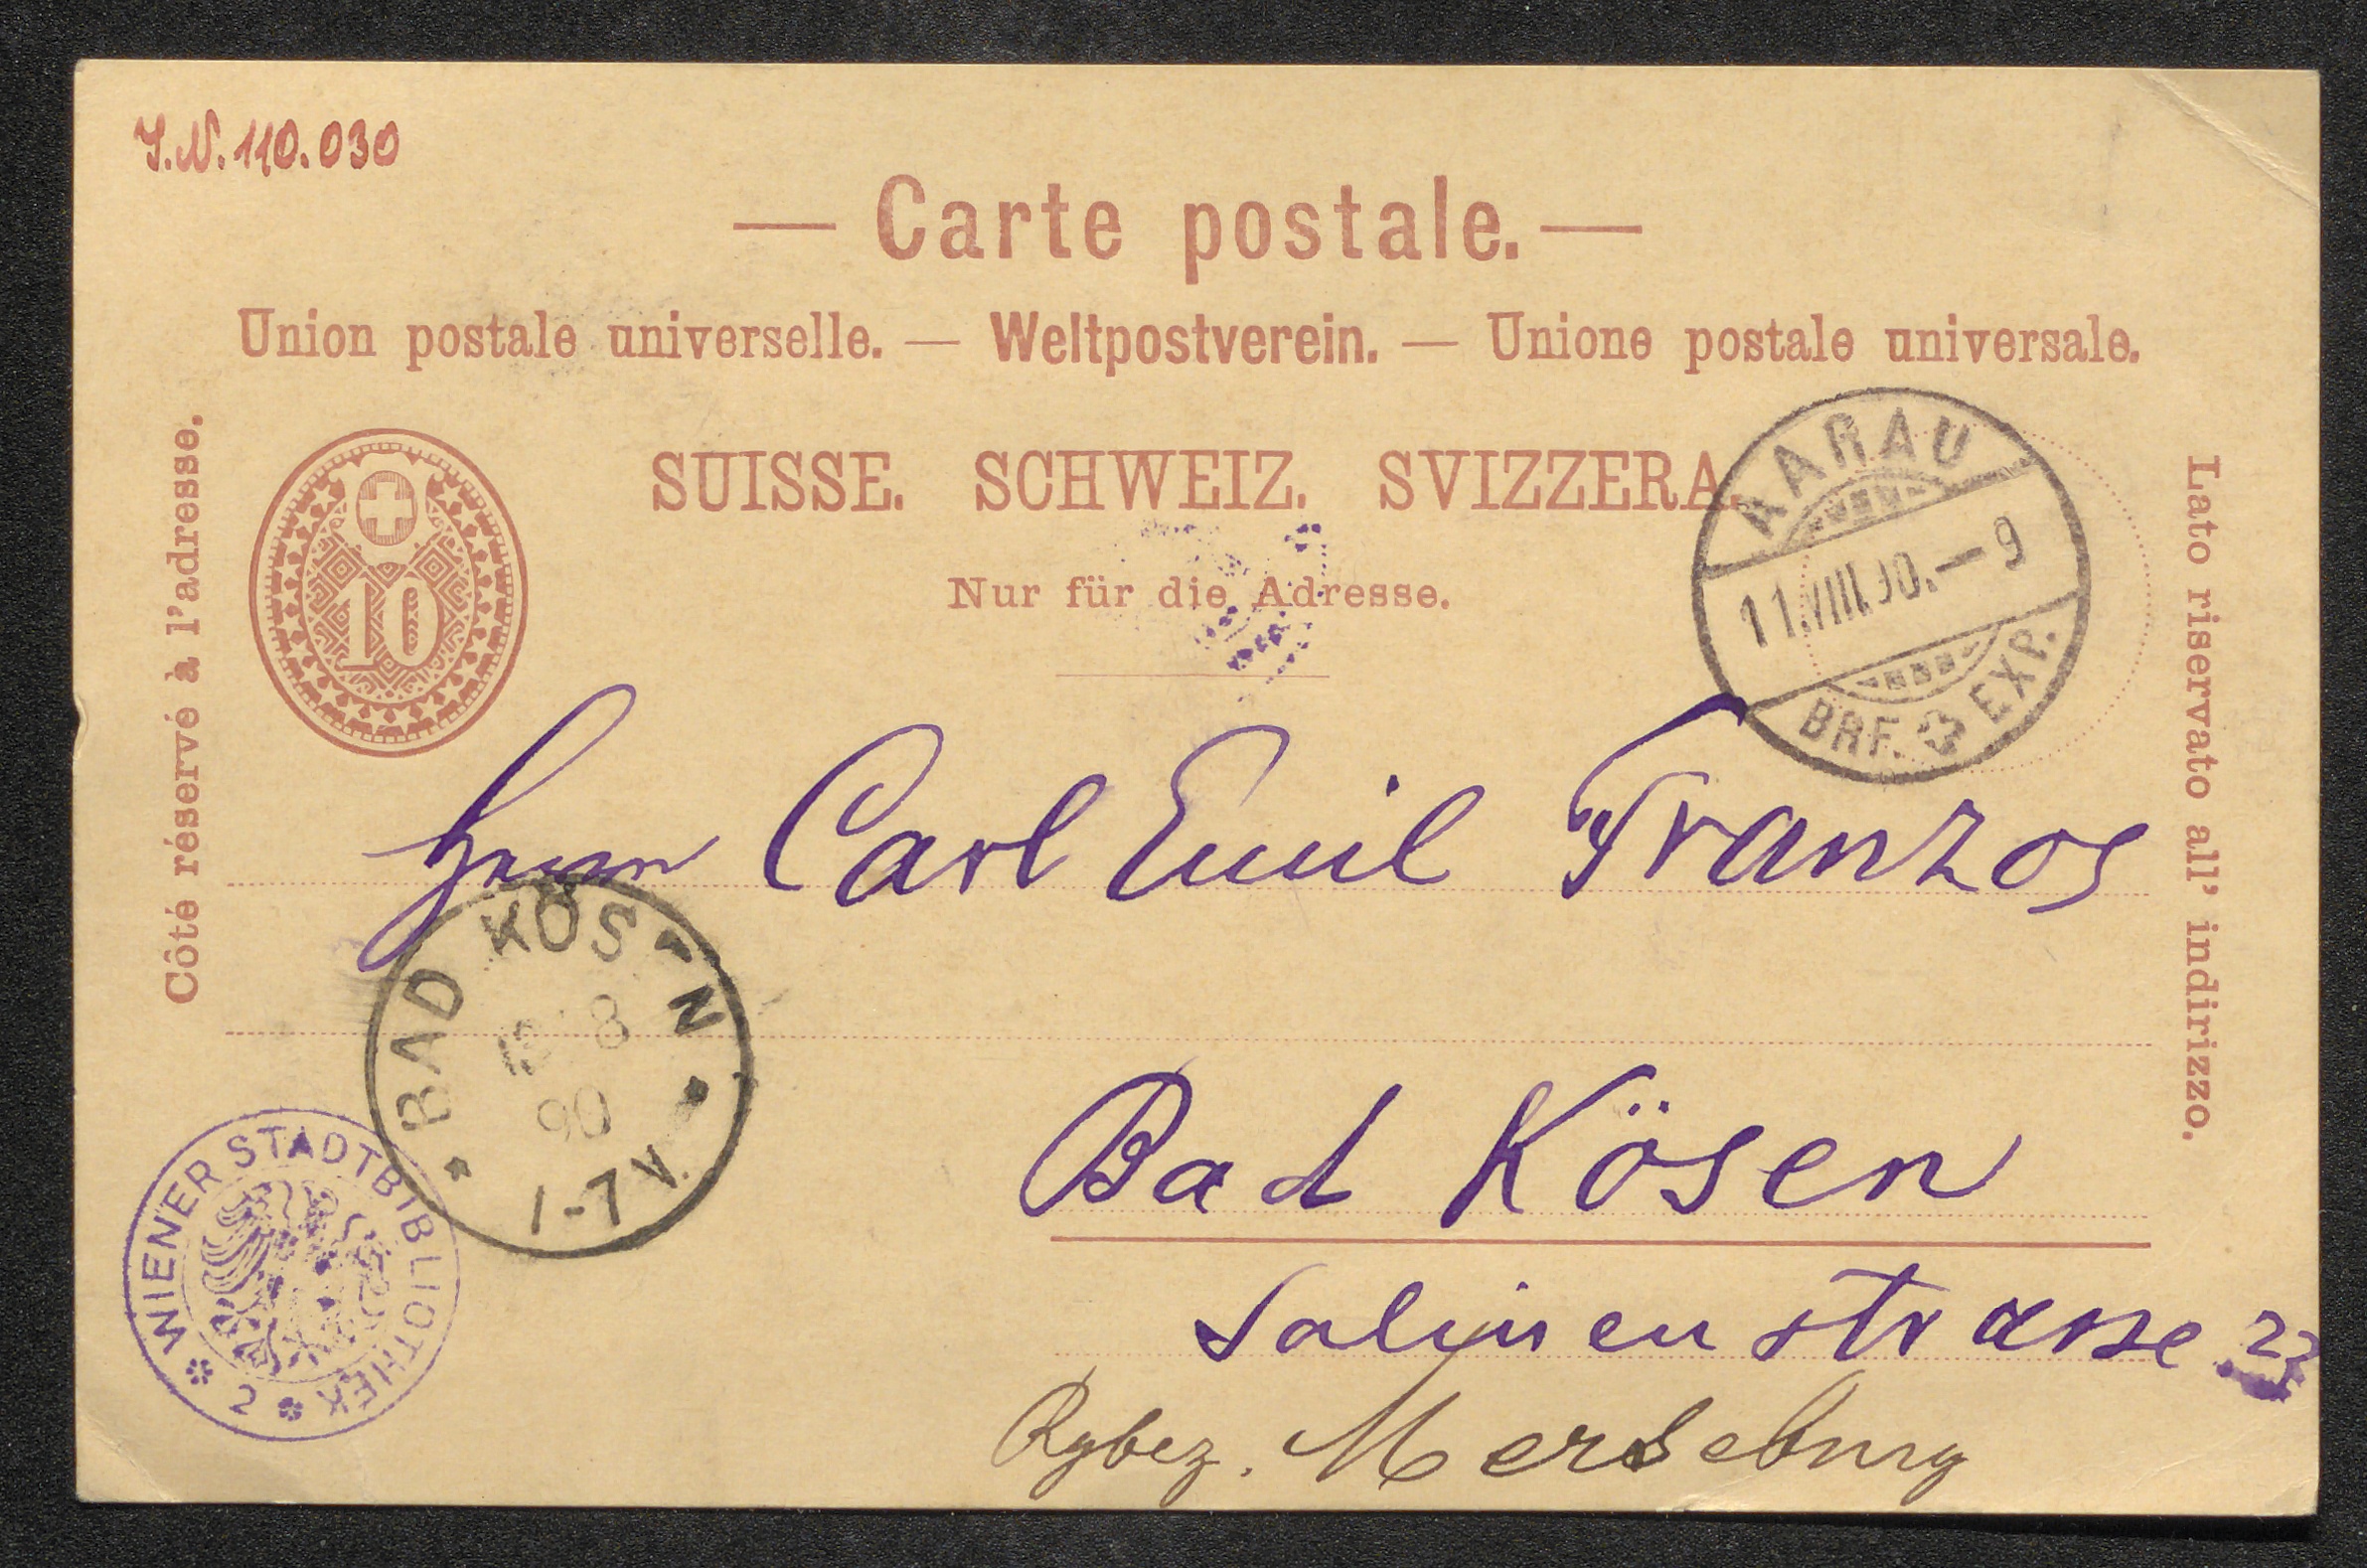 J.N. 110.030
— Carte postale. —
Union postale universelle. — Weltpostverein. — Unione postale universale.
SUISSE. SCHWEIZ. SVIZZERA.
Nur für die Adresse.
Côté réservé à l'adresse.
Lato riservato all' indirizzo.
10
AARAU
11.VIII.90.–9
BRF. EXP.
Herrn Carl Emil Franzos
BAD KÖSEN
8
90
7 V.
Bad Kösen
Salinenstrasse
Rgbez. Merseburg
WIENER STADTBIBLIOTHEK
2